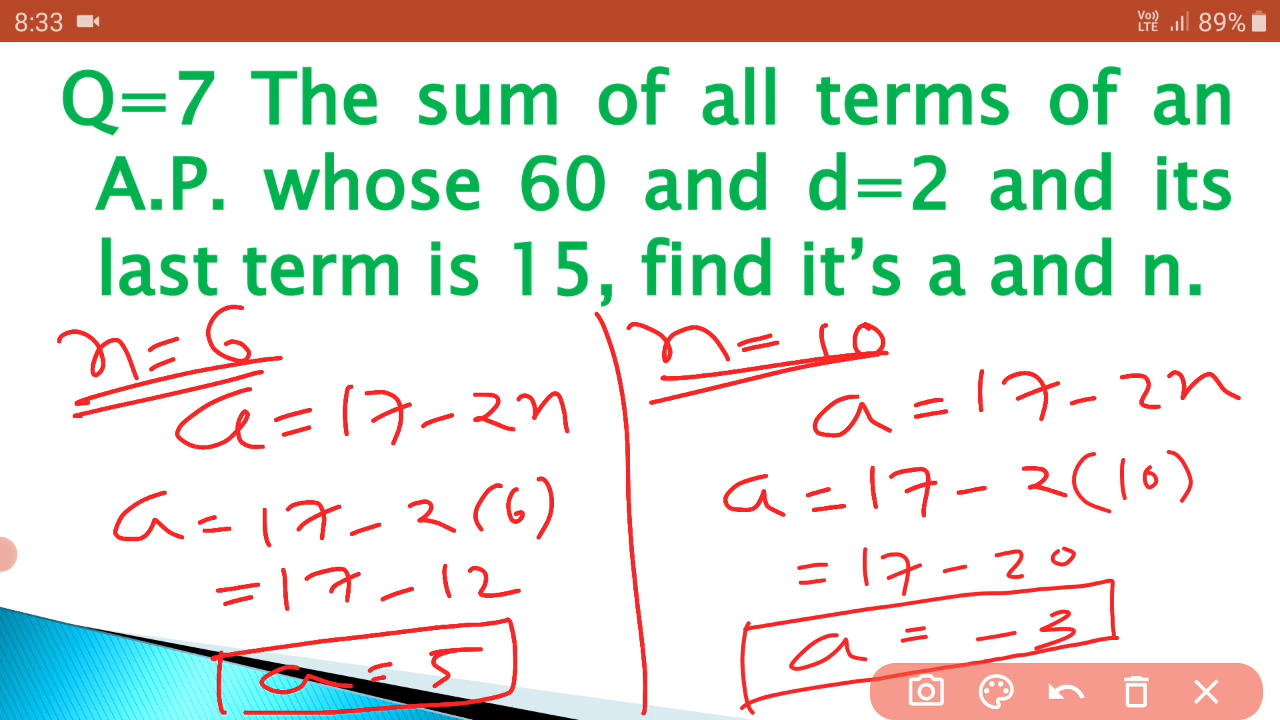 8:33 Vo)) LTE 89%
Q=7 The sum of all terms of an
A.P. whose 60 and d=2 and its
last term is 15, find it’s a and n.
n=6
a=17-2n
a=17-2(6)
=17-12
a=5
n=10
a=17-2n
a=17-2(10)
=17-20
a=-3